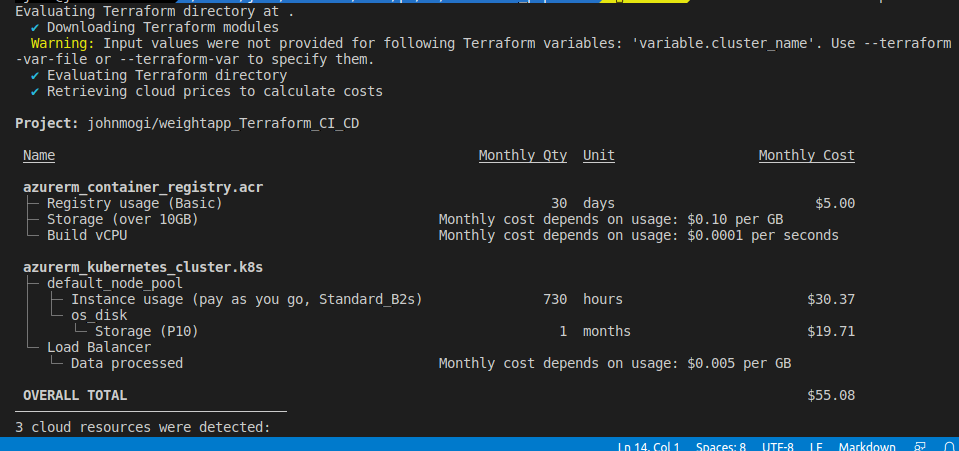 Evaluating Terraform directory at .
✔ Downloading Terraform modules
Warning: Input values were not provided for following Terraform variables: 'variable.cluster_name'. Use --terraform
-var-file or --terraform-var to specify them.
✔ Evaluating Terraform directory
✔ Retrieving cloud prices to calculate costs
Project: johnmogi/weightapp_Terraform_CI_CD
Name Monthly Qty Unit Monthly Cost
azurerm_container_registry.acr
├─ Registry usage (Basic) 30 days $5.00
├─ Storage (over 10GB) Monthly cost depends on usage: $0.10 per GB
└─ Build vCPU Monthly cost depends on usage: $0.0001 per seconds
azurerm_kubernetes_cluster.k8s
├─ default_node_pool
│ ├─ Instance usage (pay as you go, Standard_B2s) 730 hours $30.37
│ └─ os_disk
│ └─ Storage (P10) 1 months $19.71
└─ Load Balancer
└─ Data processed Monthly cost depends on usage: $0.005 per GB
OVERALL TOTAL $55.08
3 cloud resources were detected:
Ln 14, Col 1 Spaces: 8 UTF-8 LF Markdown